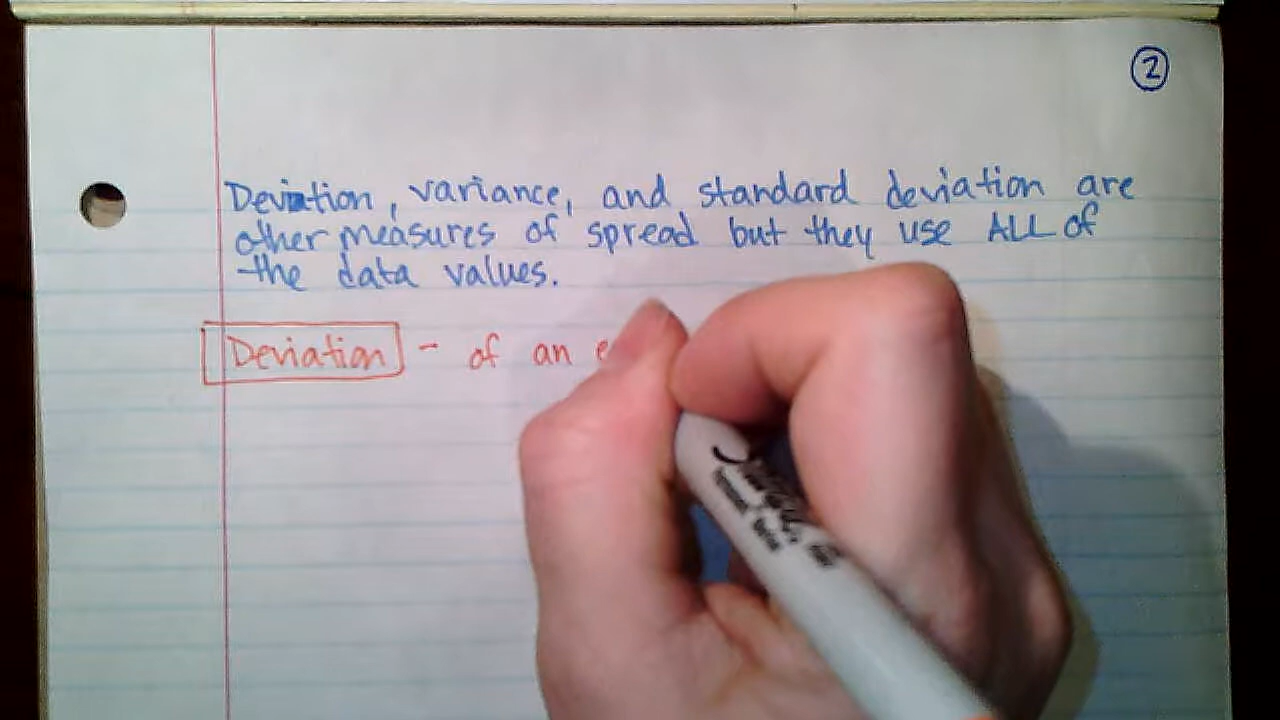 2
Deviation, variance, and standard deviation are
other measures of spread but they use ALL of
the data values.
Deviation - of an e
Sharpie